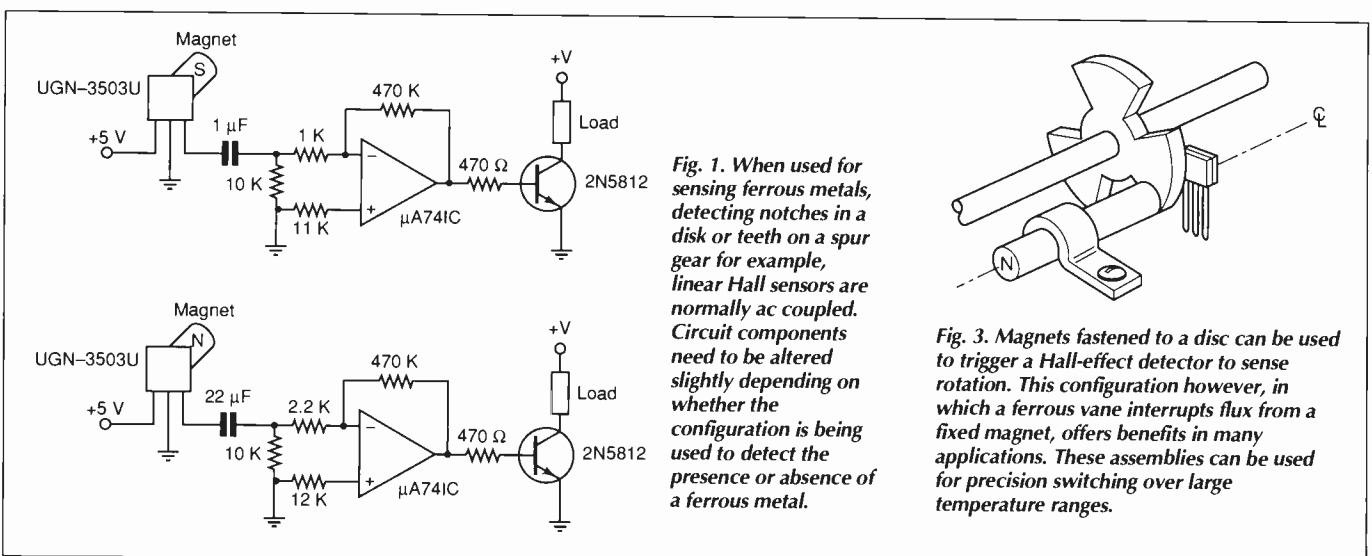 Magnet
S
UGN–3503U
+5 V
1 µF
1 K
10 K
11 K
470 K
–
+
µA74IC
470 Ω
+V
Load
2N5812
Magnet
N
UGN–3503U
+5 V
22 µF
2.2 K
10 K
12 K
470 K
–
+
µA74IC
470 Ω
+V
Load
2N5812
Fig. 1. When used for
sensing ferrous metals,
detecting notches in a
disk or teeth on a spur
gear for example,
linear Hall sensors are
normally ac coupled.
Circuit components
need to be altered
slightly depending on
whether the
configuration is being
used to detect the
presence or absence of
a ferrous metal.
℄
N
Fig. 3. Magnets fastened to a disc can be used
to trigger a Hall-effect detector to sense
rotation. This configuration however, in
which a ferrous vane interrupts flux from a
fixed magnet, offers benefits in many
applications. These assemblies can be used
for precision switching over large
temperature ranges.